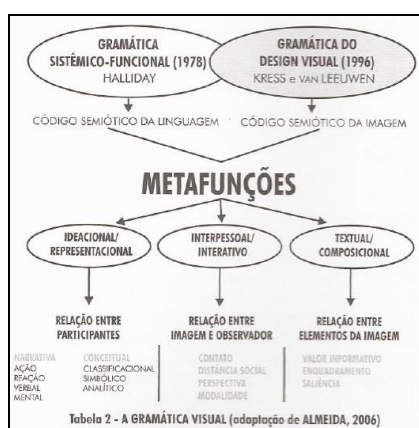 GRAMÁTICA
SISTÊMICO-FUNCIONAL (1978)
HALLIDAY
GRAMÁTICA DO
DESIGN VISUAL (1996)
KRESS e VAN LEEUWEN
CÓDIGO SEMIÓTICO DA LINGUAGEM
CÓDIGO SEMIÓTICO DA IMAGEM
METAFUNÇÕES
IDEACIONAL/
REPRESENTACIONAL
INTERPESSOAL/
INTERATIVO
TEXTUAL/
COMPOSICIONAL
RELAÇÃO ENTRE
PARTICIPANTES
RELAÇÃO ENTRE
IMAGEM E OBSERVADOR
RELAÇÃO ENTRE
ELEMENTOS DA IMAGEM
NARRATIVA
AÇÃO
REAÇÃO
VERBAL
MENTAL
CONCEITUAL
CLASSIFICACIONAL
SIMBÓLICO
ANALÍTICO
CONTATO
DISTÂNCIA SOCIAL
PERSPECTIVA
MODALIDADE
VALOR INFORMATIVO
ENQUADRAMENTO
SALIÊNCIA
Tabela 2 - A GRAMÁTICA VISUAL (adaptação de ALMEIDA, 2006)